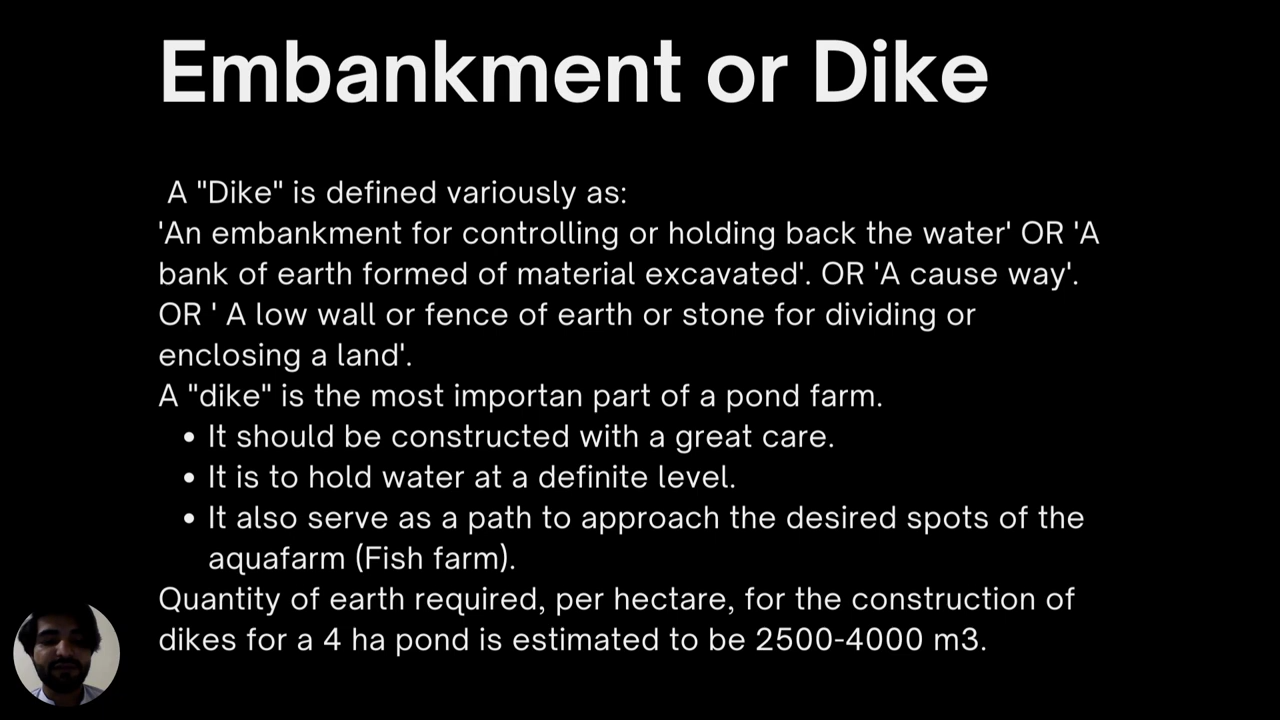 Embankment or Dike
A "Dike" is defined variously as:
'An embankment for controlling or holding back the water' OR 'A
bank of earth formed of material excavated'. OR 'A cause way'.
OR ' A low wall or fence of earth or stone for dividing or
enclosing a land'.
A "dike" is the most importan part of a pond farm.
• It should be constructed with a great care.
• It is to hold water at a definite level.
• It also serve as a path to approach the desired spots of the
aquafarm (Fish farm).
Quantity of earth required, per hectare, for the construction of
dikes for a 4 ha pond is estimated to be 2500-4000 m3.